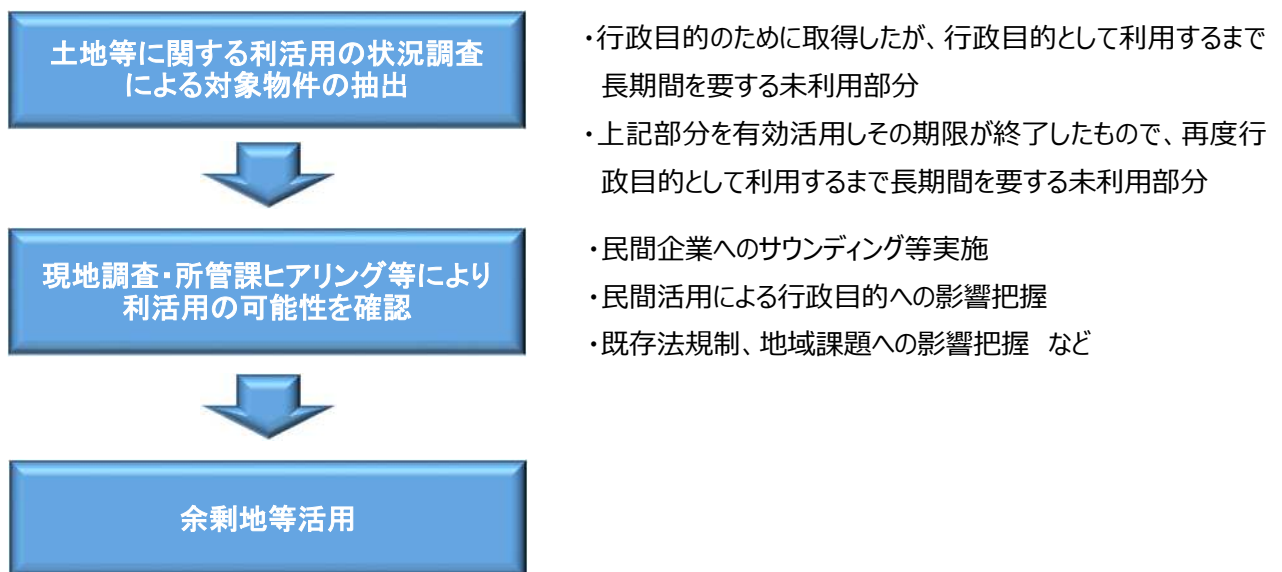 土地等に関する利活用の状況調査
による対象物件の抽出
・行政目的のために取得したが、行政目的として利用するまで
長期間を要する未利用部分
・上記部分を有効活用しその期限が終了したもので、再度行
政目的として利用するまで長期間を要する未利用部分
現地調査・所管課ヒアリング等により
利活用の可能性を確認
・民間企業へのサウンディング等実施
・民間活用による行政目的への影響把握
・既存法規制、地域課題への影響把握　など
余剰地等活用